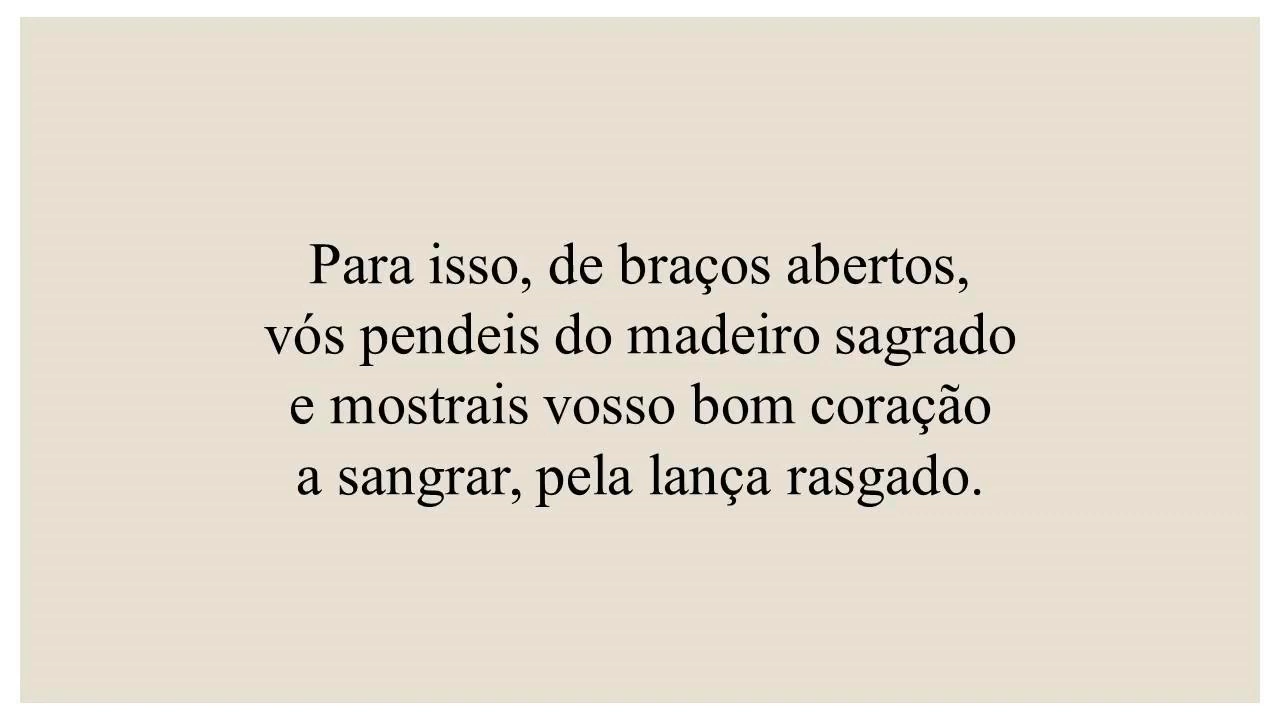 Para isso, de braços abertos,
vós pendeis do madeiro sagrado
e mostrais vosso bom coração
a sangrar, pela lança rasgado.